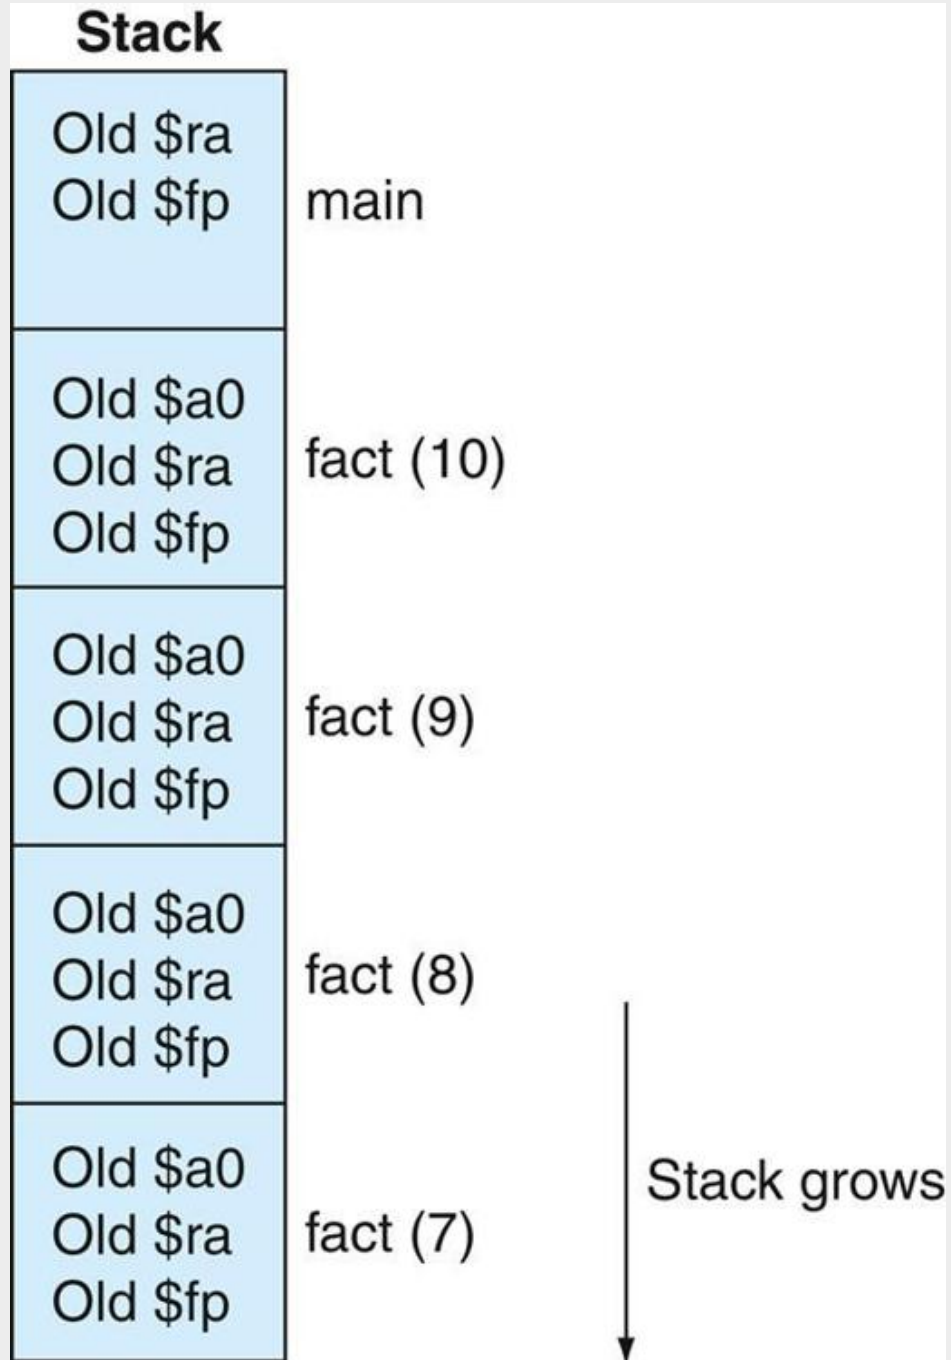 Stack
Old $ra
Old $fp
main
Old $a0
Old $ra
Old $fp
fact (10)
Old $a0
Old $ra
Old $fp
fact (9)
Old $a0
Old $ra
Old $fp
fact (8)
Old $a0
Old $ra
Old $fp
fact (7)
Stack grows